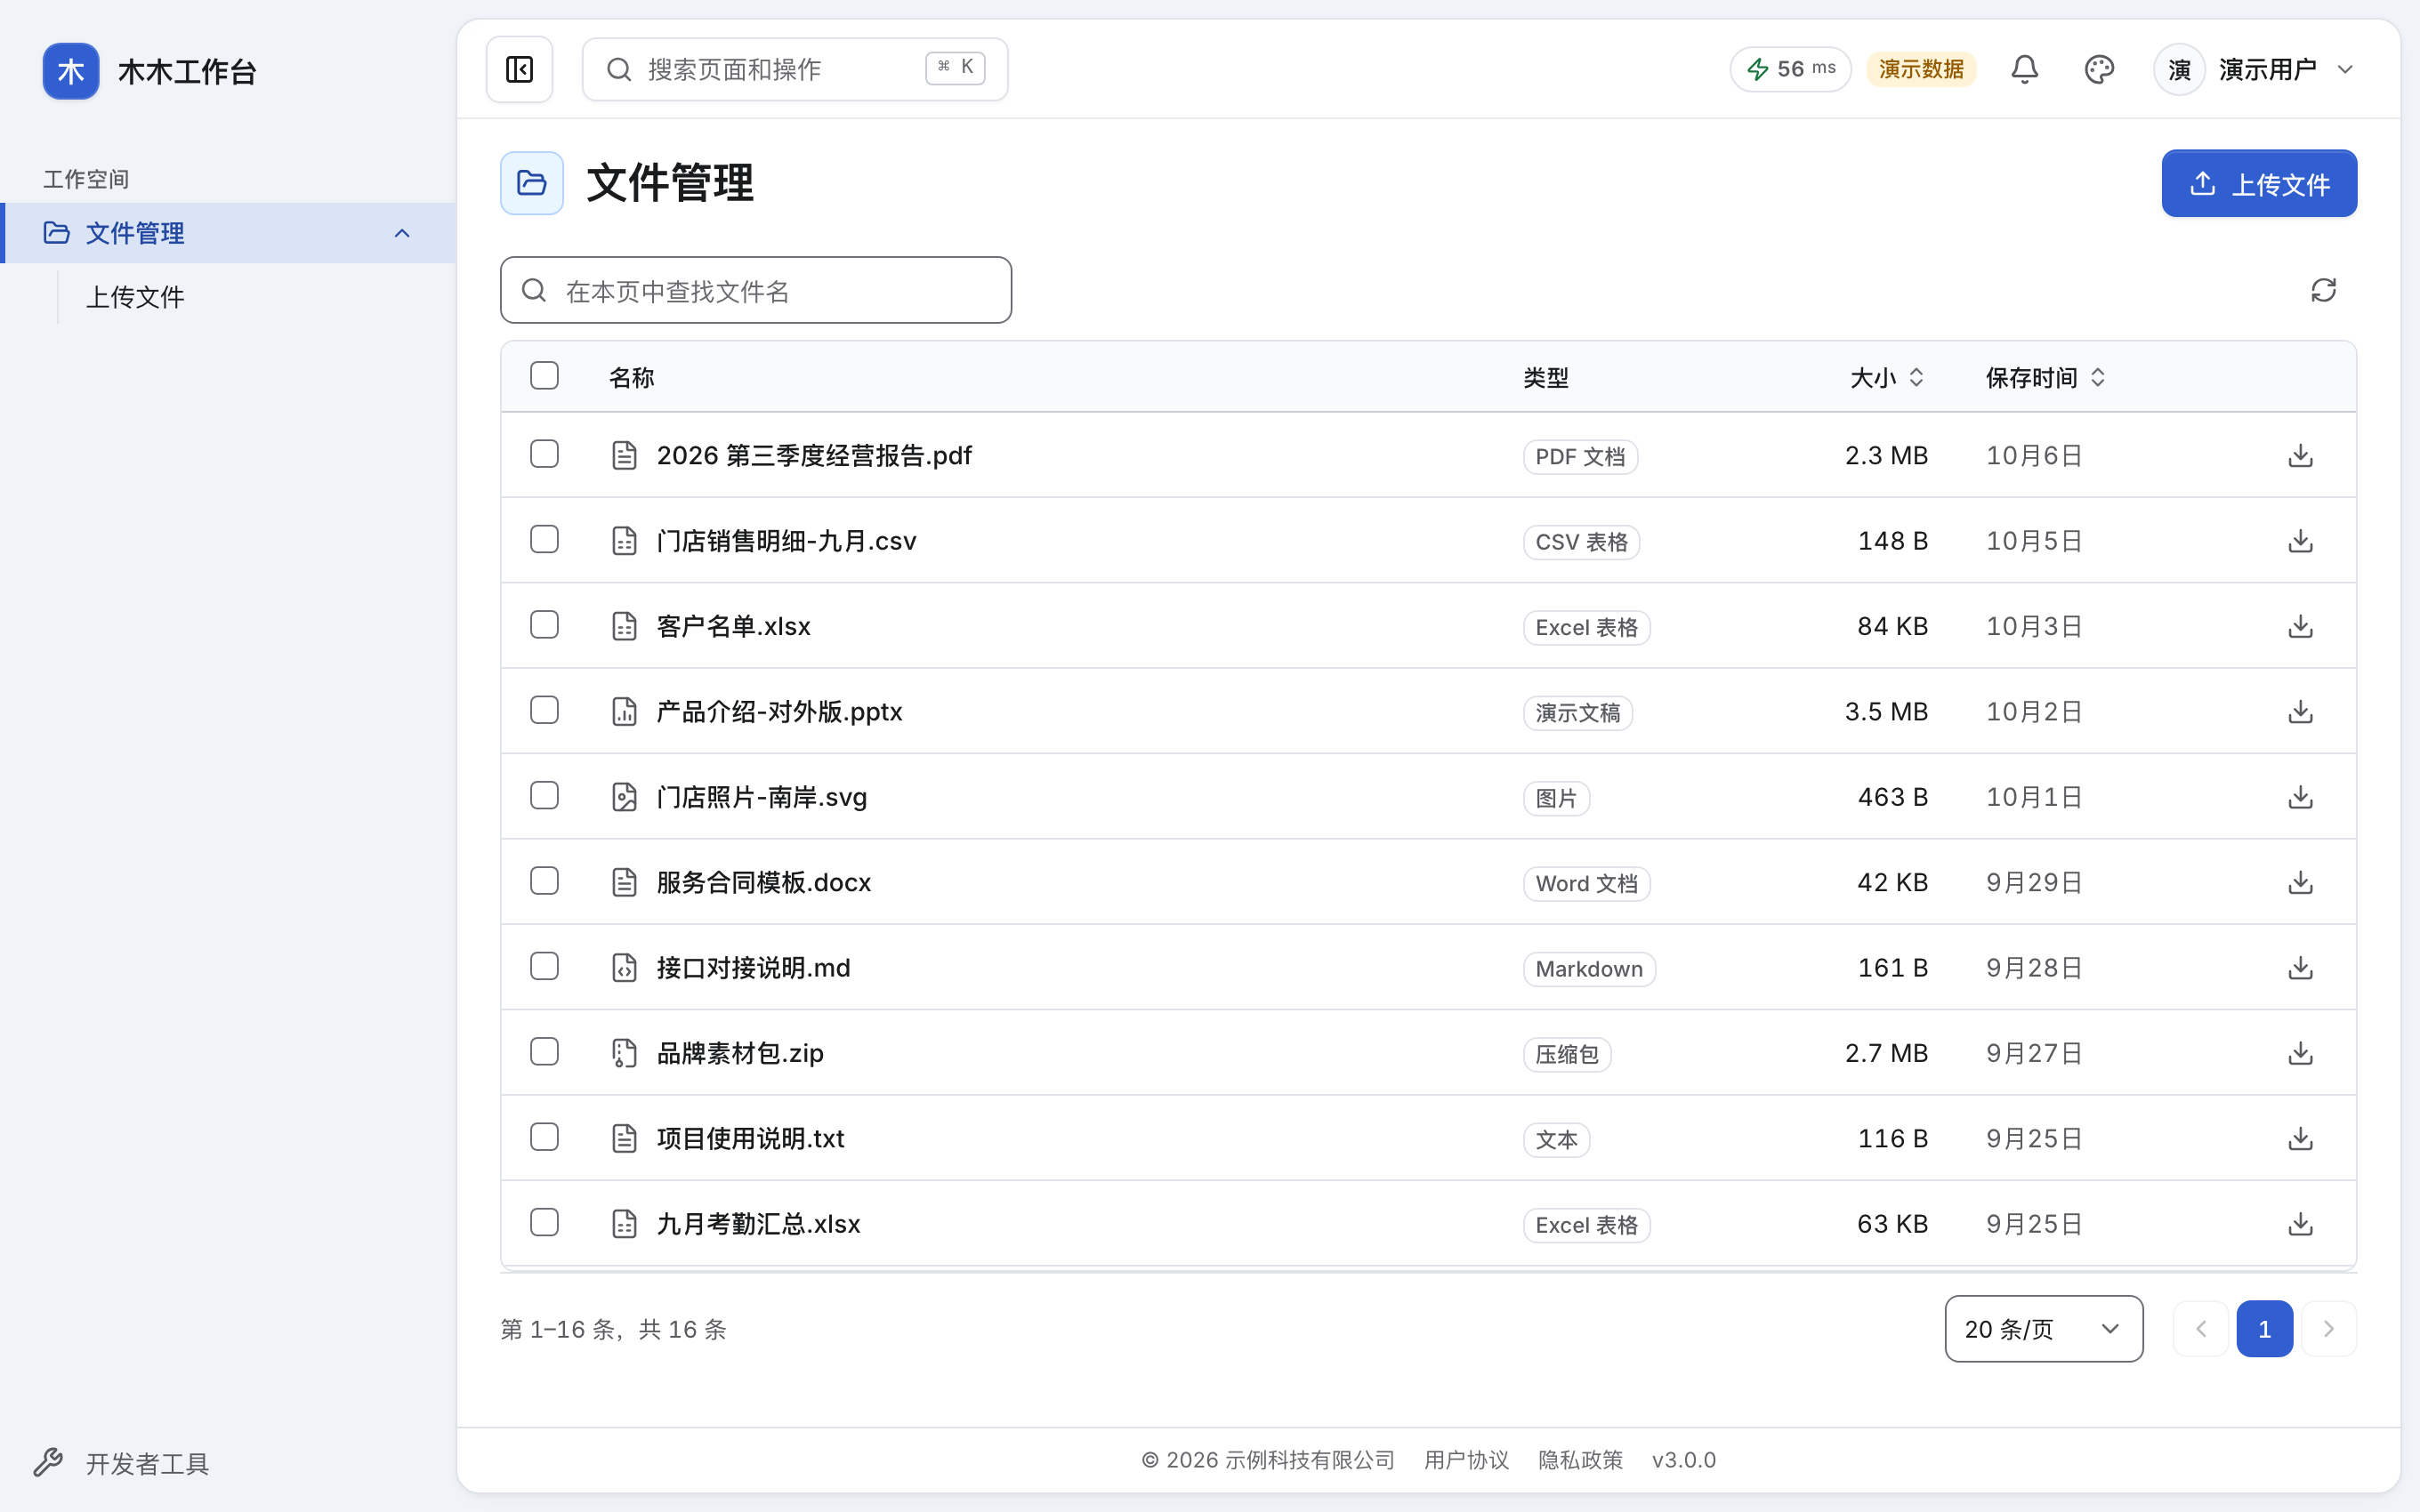 木 木木工作台
工作空间
文件管理
上传文件
开发者工具
搜索页面和操作 ⌘ K
56 ms 演示数据 演 演示用户
文件管理
上传文件
在本页中查找文件名
名称 类型 大小 保存时间
2026 第三季度经营报告.pdf PDF 文档 2.3 MB 10月6日
门店销售明细-九月.csv CSV 表格 148 B 10月5日
客户名单.xlsx Excel 表格 84 KB 10月3日
产品介绍-对外版.pptx 演示文稿 3.5 MB 10月2日
门店照片-南岸.svg 图片 463 B 10月1日
服务合同模板.docx Word 文档 42 KB 9月29日
接口对接说明.md Markdown 161 B 9月28日
品牌素材包.zip 压缩包 2.7 MB 9月27日
项目使用说明.txt 文本 116 B 9月25日
九月考勤汇总.xlsx Excel 表格 63 KB 9月25日
第 1–16 条，共 16 条 20 条/页 1
© 2026 示例科技有限公司 用户协议 隐私政策 v3.0.0